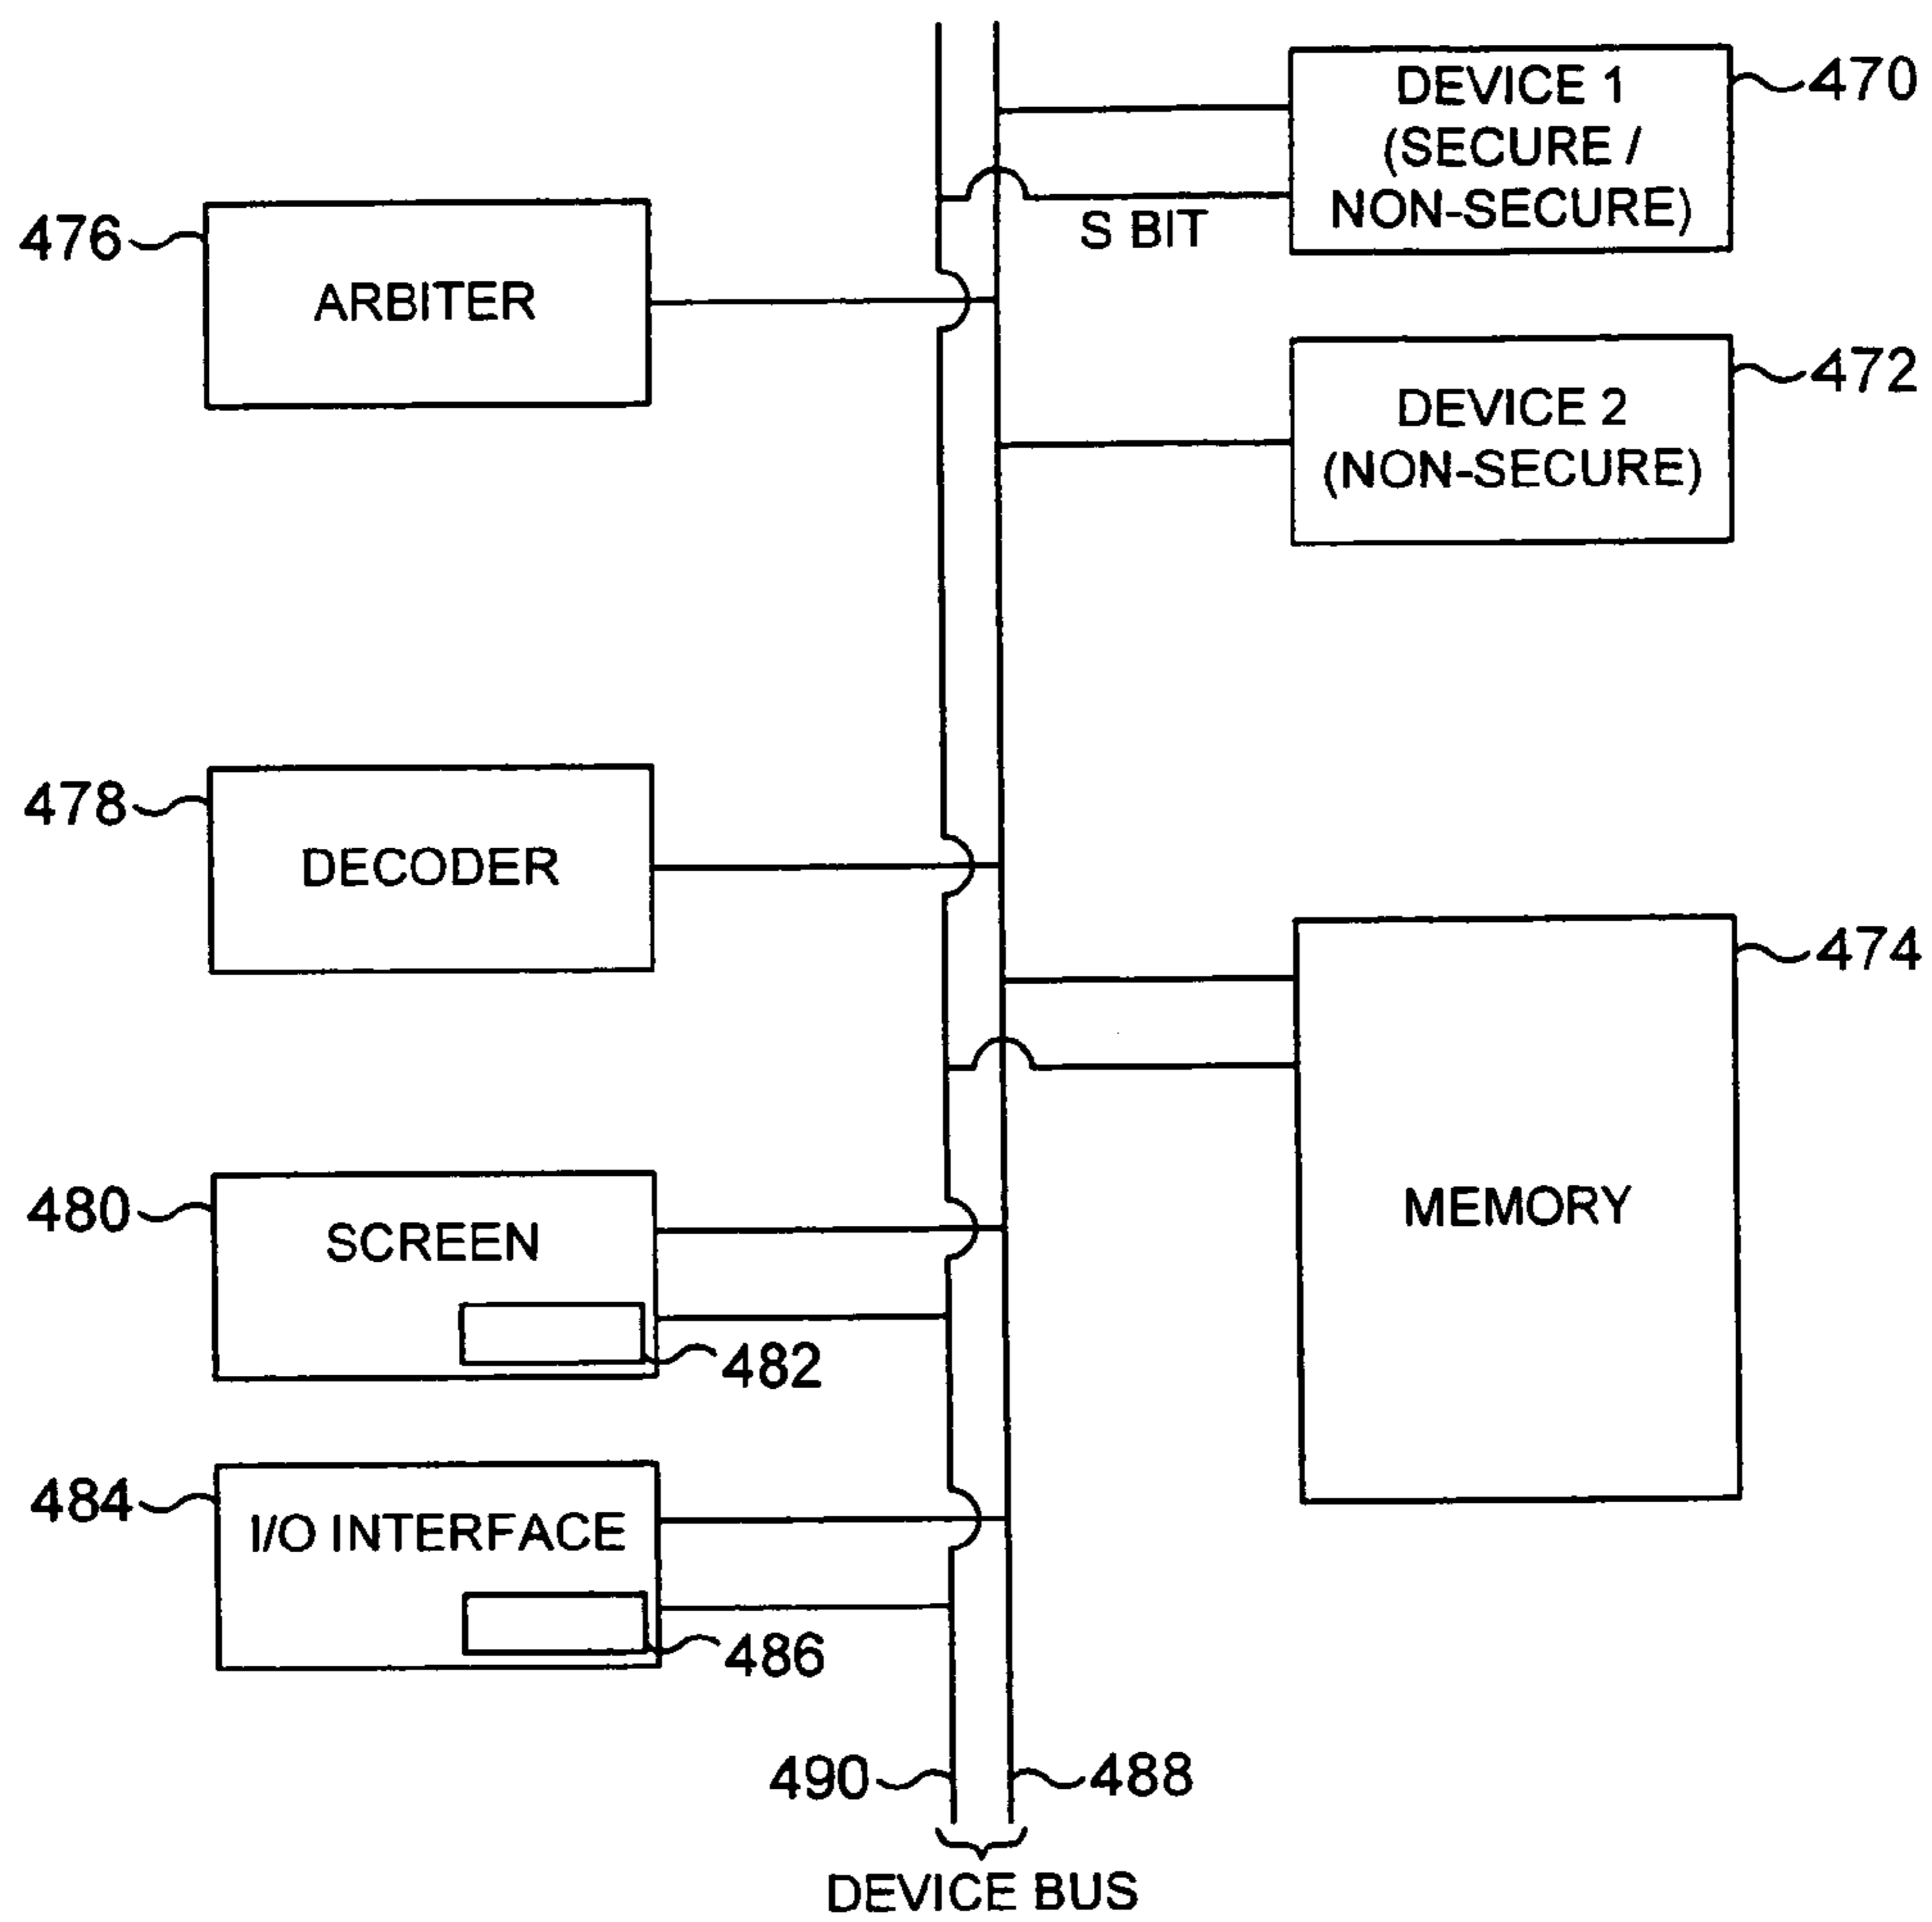 DEVICE 1
(SECURE /
NON-SECURE)
470
S BIT
476
ARBITER
DEVICE 2
(NON-SECURE)
472
478
DECODER
474
MEMORY
480
SCREEN
482
484
I/O INTERFACE
486
490
488
DEVICE BUS